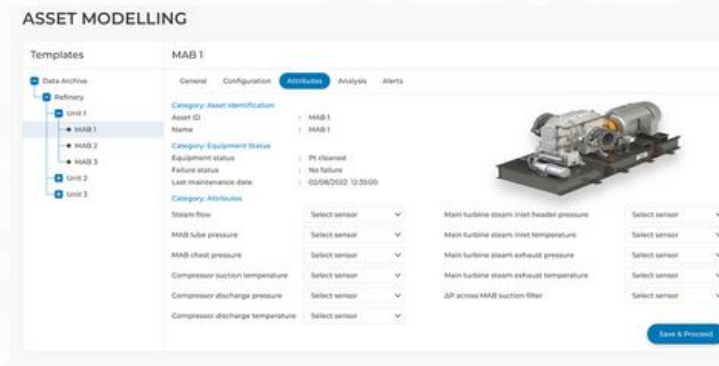 ASSET MODELLING
Templates
Data Archive
Refinery
Unit 1
MAB 1
MAB 2
MAB 3
Unit 2
Unit 3
MAB 1
General Configuration Attributes Analysis Alerts
Category: Asset Identification
Asset ID : MAB 1
Name : MAB 1
Category: Equipment Status
Equipment status : Pt cleaned
Failure status : No failure
Last maintenance date : 02/08/2022 12:35:00
Category: Attributes
Steam flow Select sensor
MAB lube pressure Select sensor
MAB chest pressure Select sensor
Compressor suction temperature Select sensor
Compressor discharge pressure Select sensor
Compressor discharge temperature Select sensor
Main turbine steam inlet header pressure Select sensor
Main turbine steam inlet temperature Select sensor
Main turbine steam exhaust pressure Select sensor
Main turbine steam exhaust temperature Select sensor
ΔP across MAB suction filter Select sensor
Save & Proceed